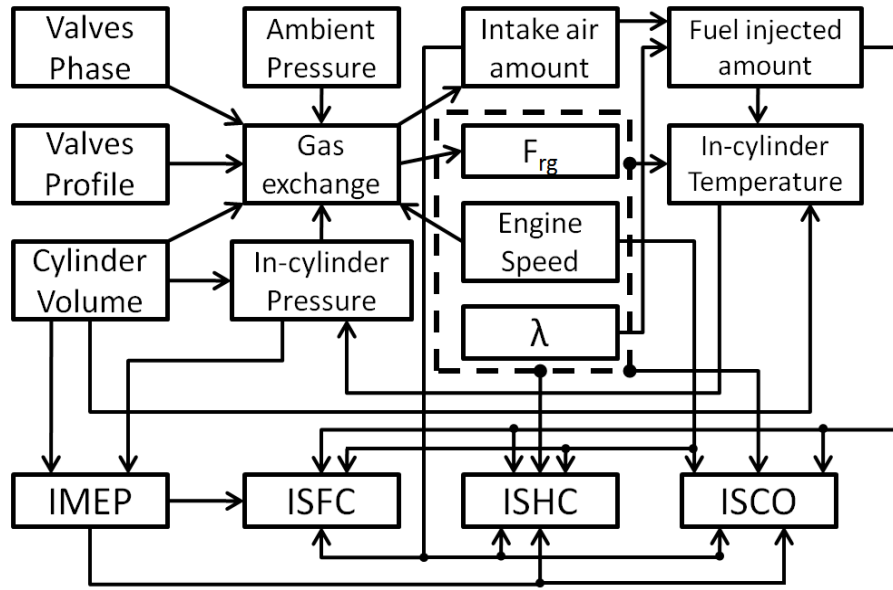 Valves
Phase
Ambient
Pressure
Intake air
amount
Fuel injected
amount
Valves
Profile
Gas
exchange
Frg
In-cylinder
Temperature
Cylinder
Volume
In-cylinder
Pressure
Engine
Speed
λ
IMEP
ISFC
ISHC
ISCO